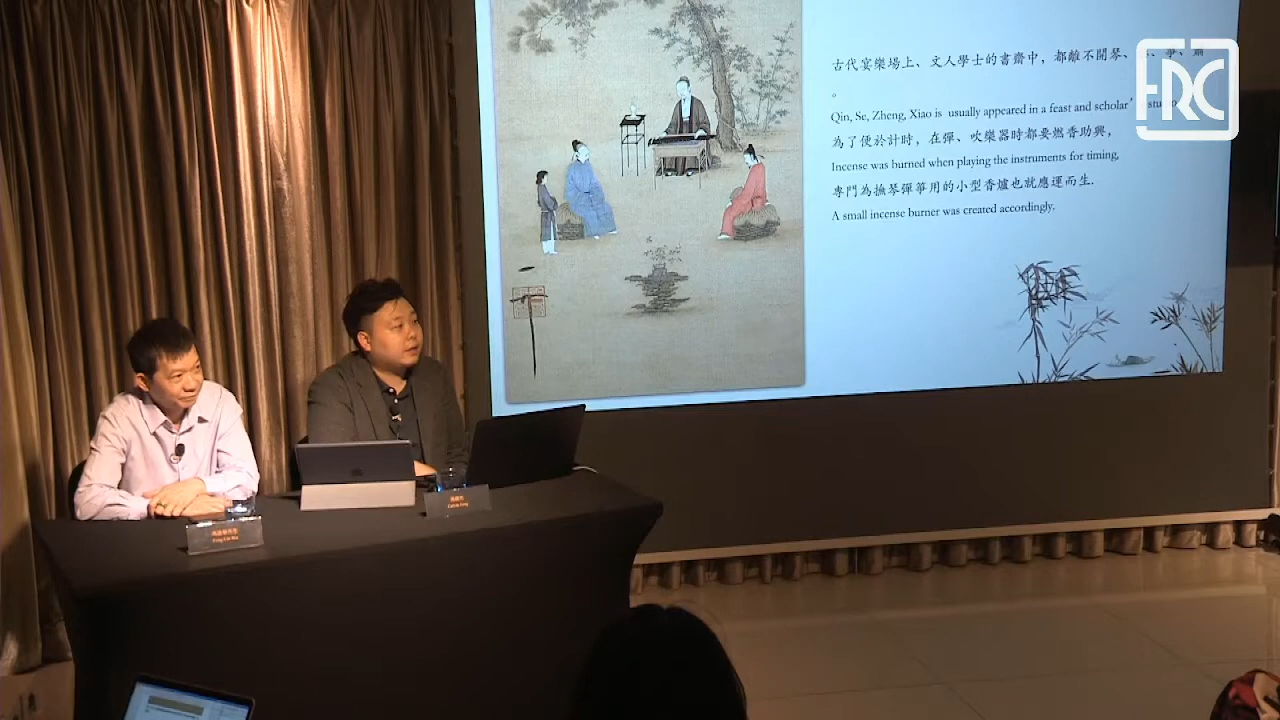 古代宴樂場上、文人學士的書齋中，都離不開琴、
。
Qin, Se, Zheng, Xiao is usually appeared in a feast and scholar'
為了便於計時，在彈、吹樂器時都要燃香助興，
Incense was burned when playing the instruments for timing,
專門為撫琴彈箏用的小型香爐也就應運而生.
A small incense burner was created accordingly.